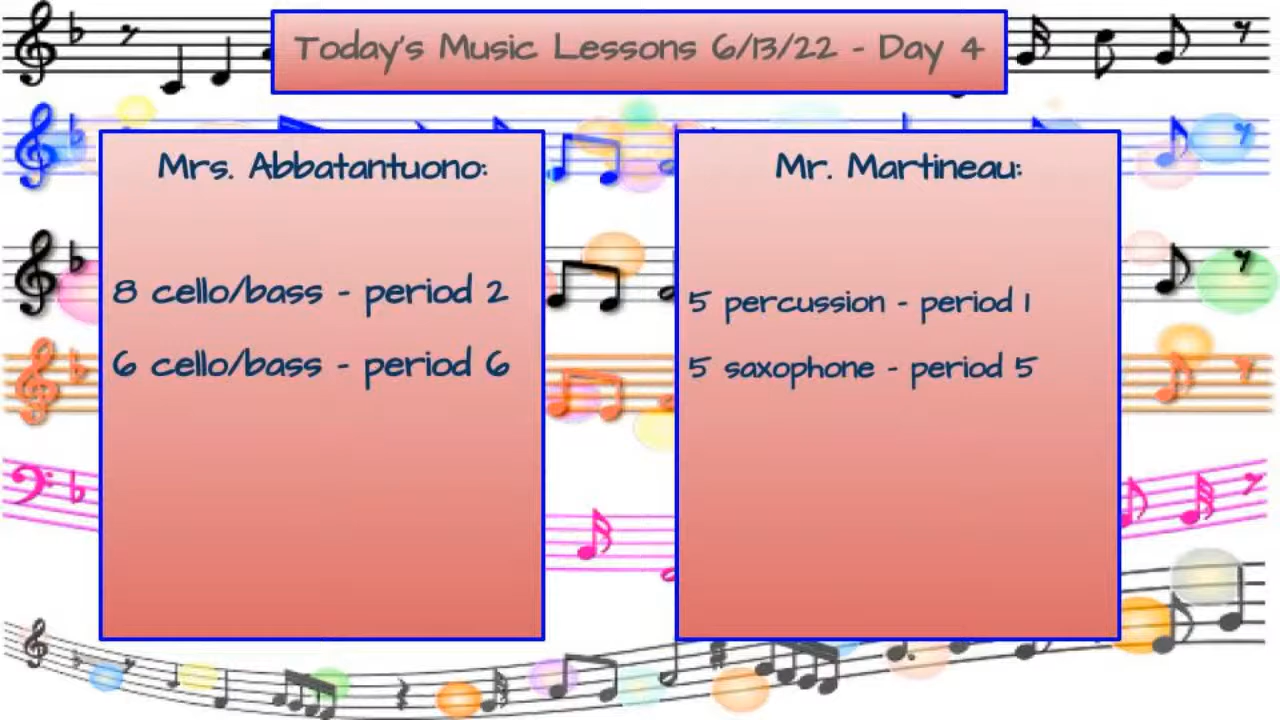 Today's Music Lessons 6/13/22 - Day 4
Mrs. Abbatantuono:
8 cello/bass - period 2
6 cello/bass - period 6
Mr. Martineau:
5 percussion - period 1
5 saxophone - period 5